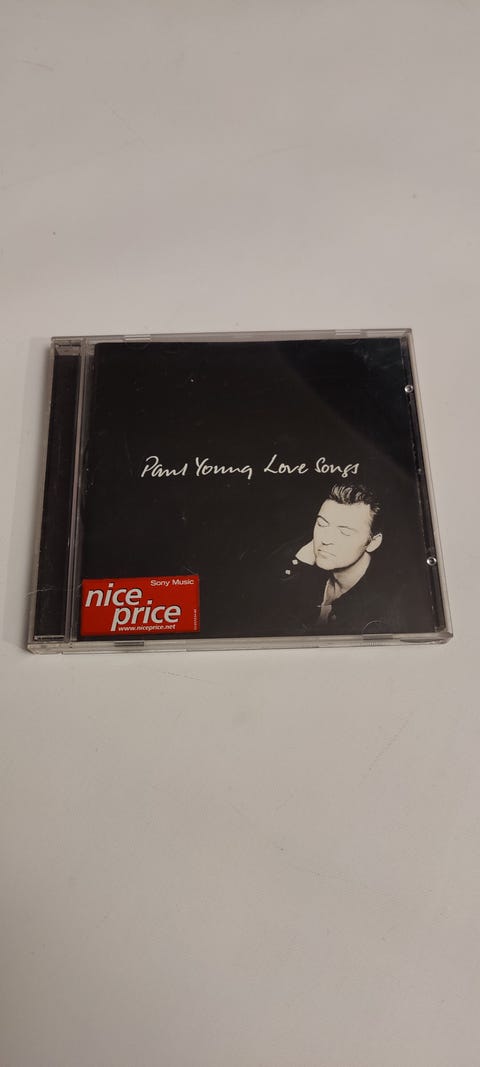 Paul Young Love Songs
Sony Music
nice
price
www.niceprice.net